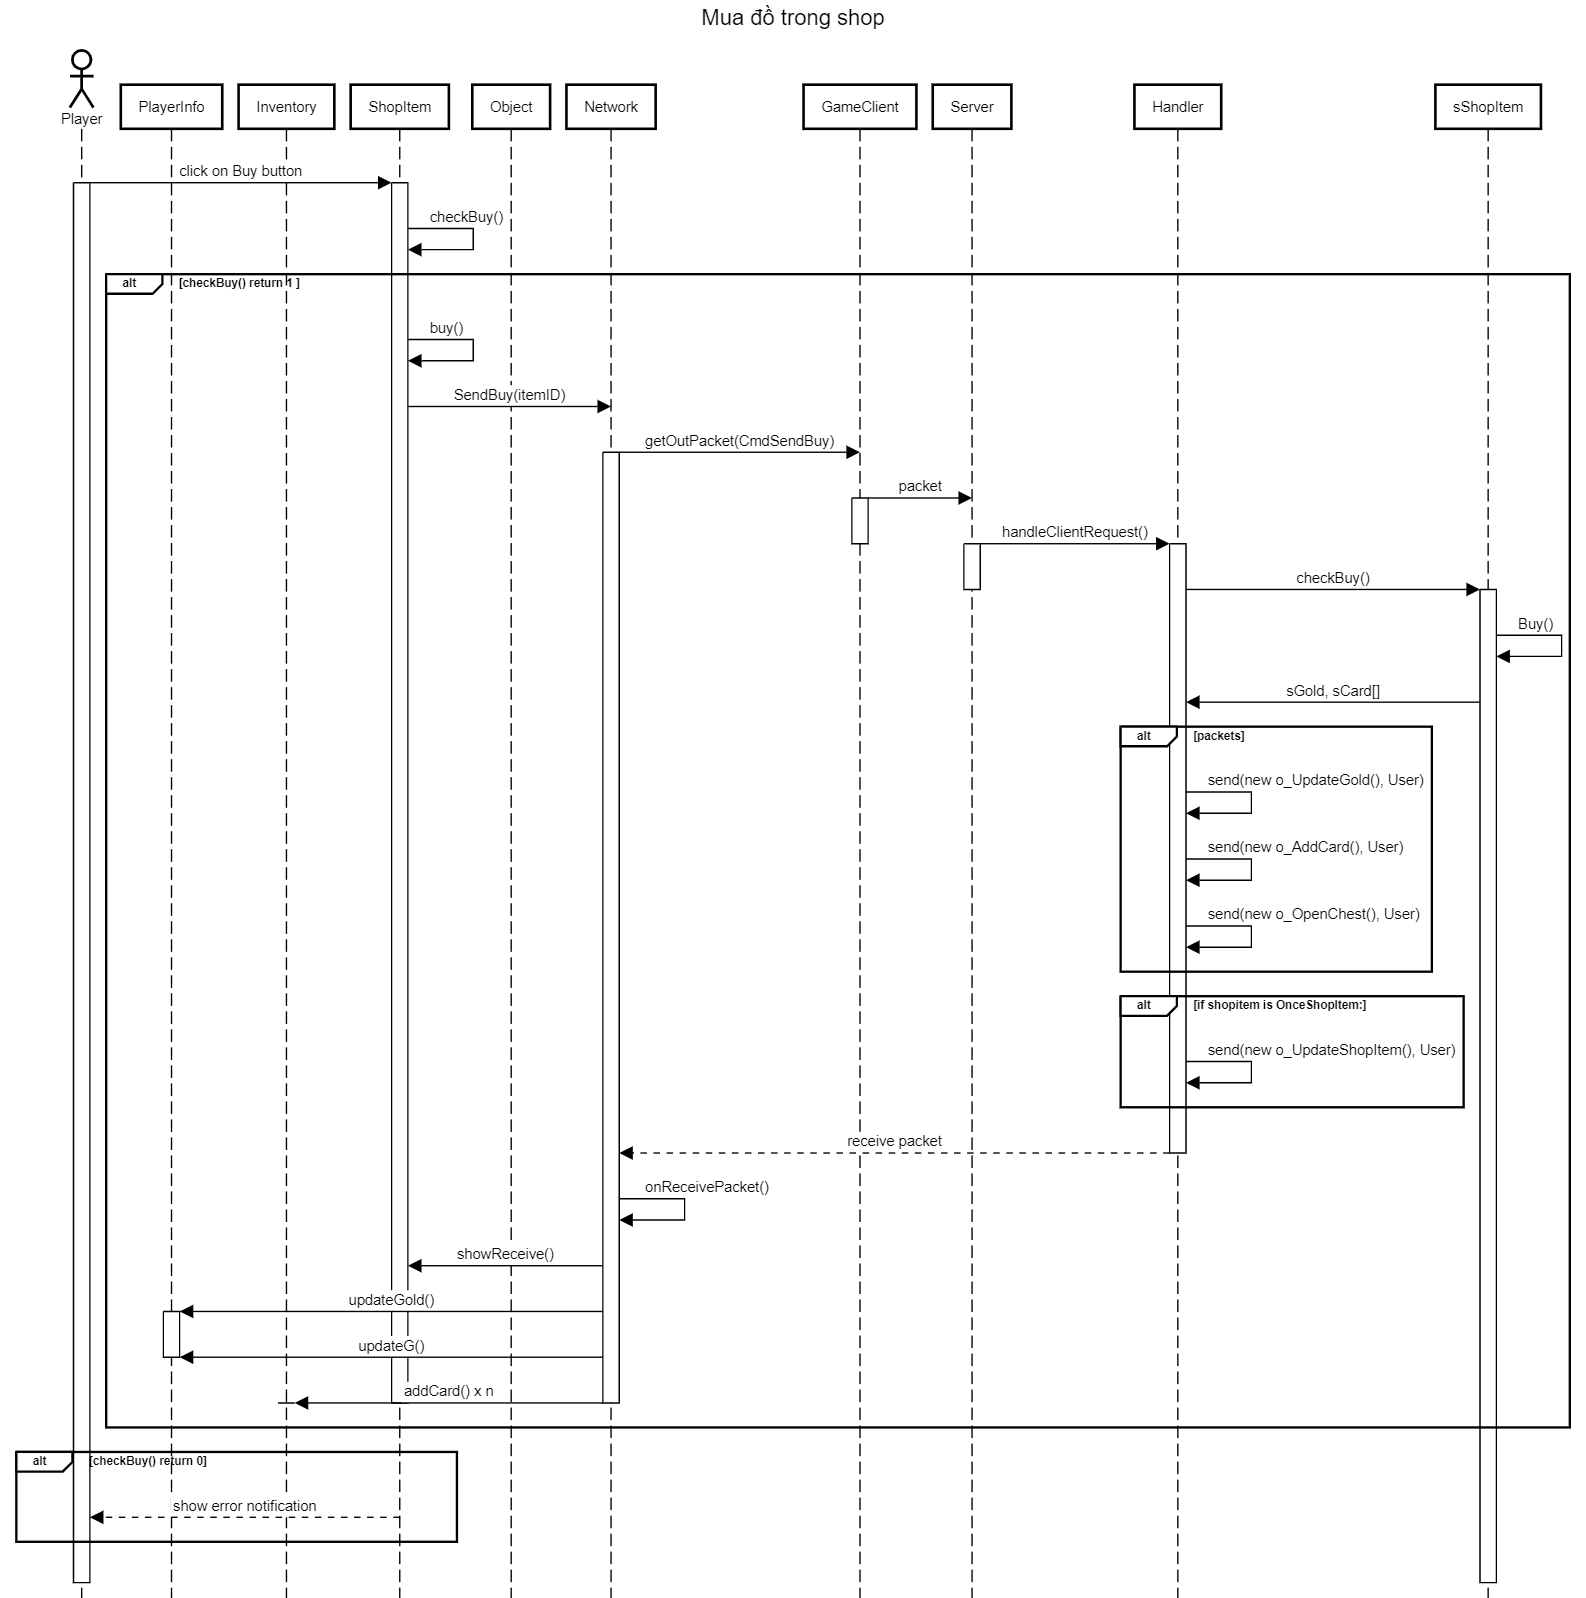 Mua đồ trong shop
Player
PlayerInfo
Inventory
ShopItem
Object
Network
GameClient
Server
Handler
sShopItem
click on Buy button
checkBuy()
alt
[checkBuy() return 1 ]
buy()
SendBuy(itemID)
getOutPacket(CmdSendBuy)
packet
handleClientRequest()
checkBuy()
Buy()
sGold, sCard[]
alt
[packets]
send(new o_UpdateGold(), User)
send(new o_AddCard(), User)
send(new o_OpenChest(), User)
alt
[if shopitem is OnceShopItem:]
send(new o_UpdateShopItem(), User)
receive packet
onReceivePacket()
showReceive()
updateGold()
updateG()
addCard() x n
alt
[checkBuy() return 0]
show error notification